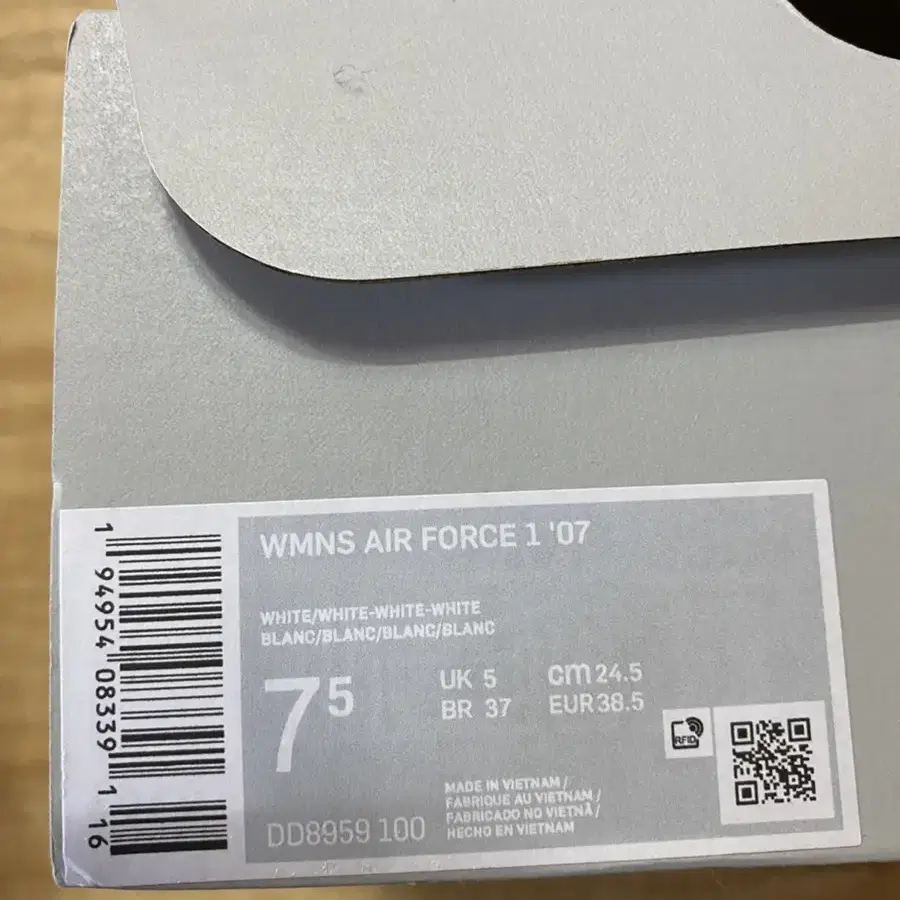 WMNS AIR FORCE 1 '07
WHITE/WHITE-WHITE-WHITE
BLANC/BLANC/BLANC/BLANC
7⁵
UK 5
cm 24.5
BR 37
EUR 38.5
RFID
MADE IN VIETNAM /
FABRIQUE AU VIETNAM /
FABRICADO NO VIETNÃ /
HECHO EN VIETNAM
DD8959 100
1 94954 08339 1 16